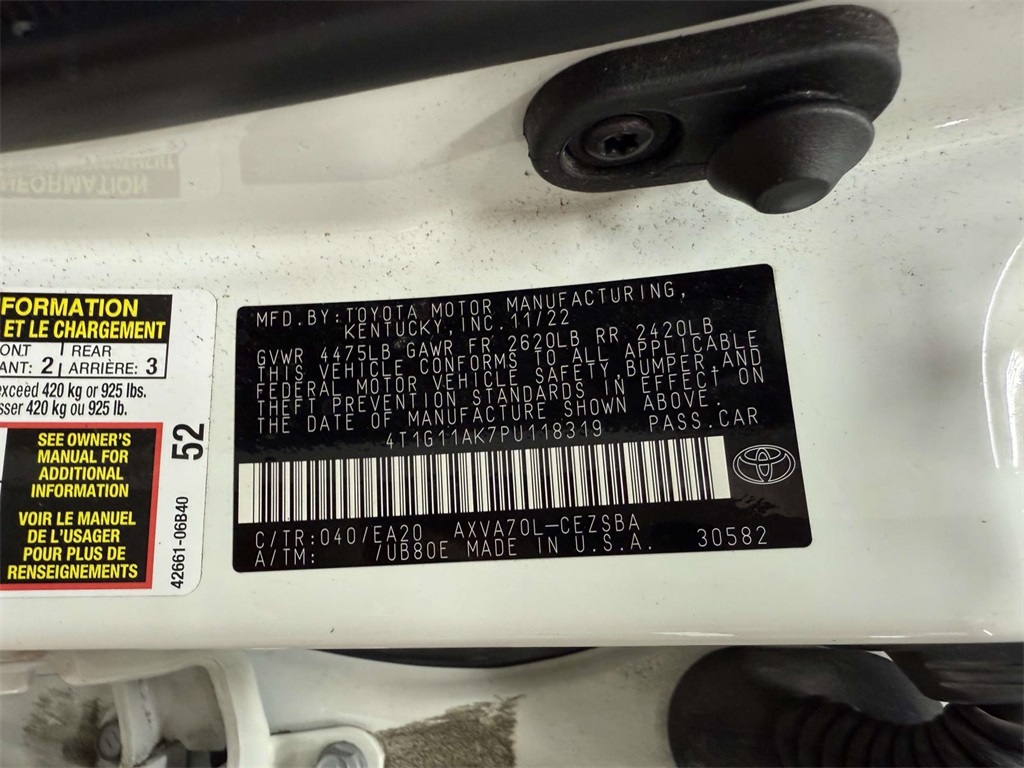 FORMATION
ET LE CHARGEMENT
REAR
ANT: 2 ARRIÈRE: 3
exceed 420 kg or 925 lbs.
sser 420 kg ou 925 lb.
SEE OWNER'S
MANUAL FOR
ADDITIONAL
INFORMATION
VOIR LE MANUEL
DE L'USAGER
POUR PLUS DE
RENSEIGNEMENTS
52
42661-06B40
MFD.BY:TOYOTA MOTOR MANUFACTURING,
KENTUCKY,INC.11/22
GVWR 4475LB GAWR FR 2620LB RR 2420LB
THIS VEHICLE CONFORMS TO ALL APPLICABLE
FEDERAL MOTOR VEHICLE SAFETY,BUMPER,AND
THEFT PREVENTION STANDARDS IN EFFECT ON
THE DATE OF MANUFACTURE SHOWN ABOVE.
4T1G11AK7PU118319 PASS.CAR
C/TR:040/EA20 AXVA70L-CEZSBA
A/TM: 7UB80E MADE IN U.S.A. 30582